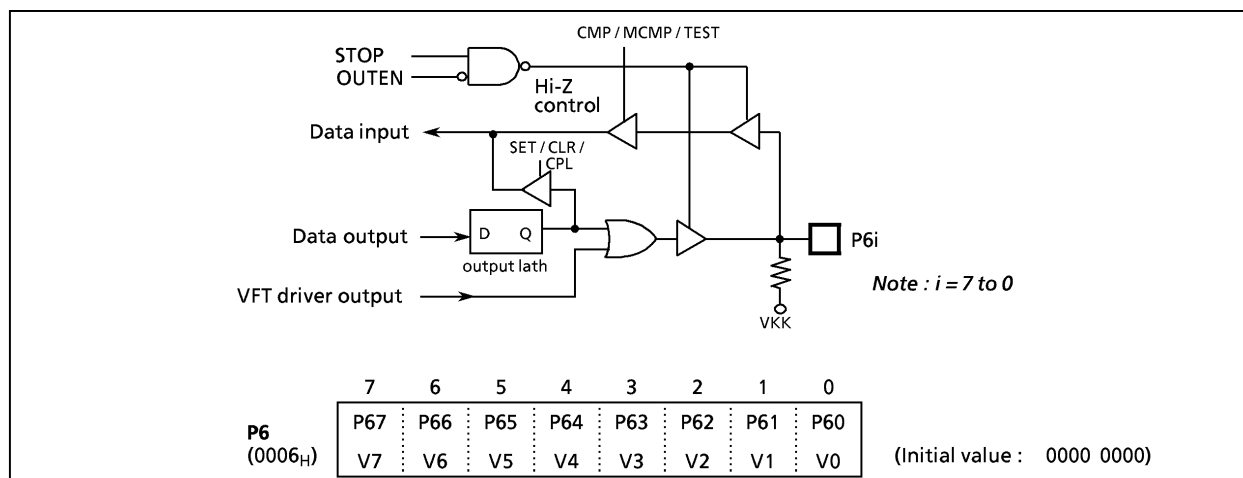 CMP / MCMP / TEST
STOP
OUTEN
Hi-Z
control
Data input
SET / CLR /
CPL
Data output
D Q
P6i
output lath
VFT driver output
Note : i = 7 to 0
VKK
7 6 5 4 3 2 1 0
P6
(0006H)
P67 P66 P65 P64 P63 P62 P61 P60
V7 V6 V5 V4 V3 V2 V1 V0
(Initial value : 0000 0000)